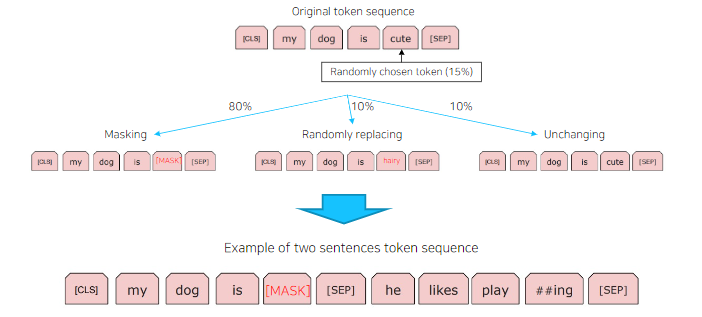 Original token sequence
[CLS] my dog is cute [SEP]
Randomly chosen token (15%)
80% 10% 10%
Masking Randomly replacing Unchanging
[CLS] my dog is [MASK] [SEP] [CLS] my dog is hairy [SEP] [CLS] my dog is cute [SEP]
Example of two sentences token sequence
[CLS] my dog is [MASK] [SEP] he likes play ##ing [SEP]